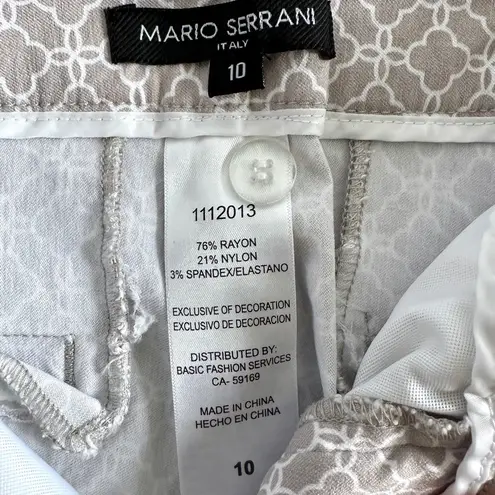 MARIO SERRANI
ITALY
10
1112013
76% RAYON
21% NYLON
3% SPANDEX/ELASTANO
EXCLUSIVE OF DECORATION
EXCLUSIVO DE DECORACION
DISTRIBUTED BY:
BASIC FASHION SERVICES
CA- 59169
MADE IN CHINA
HECHO EN CHINA
10